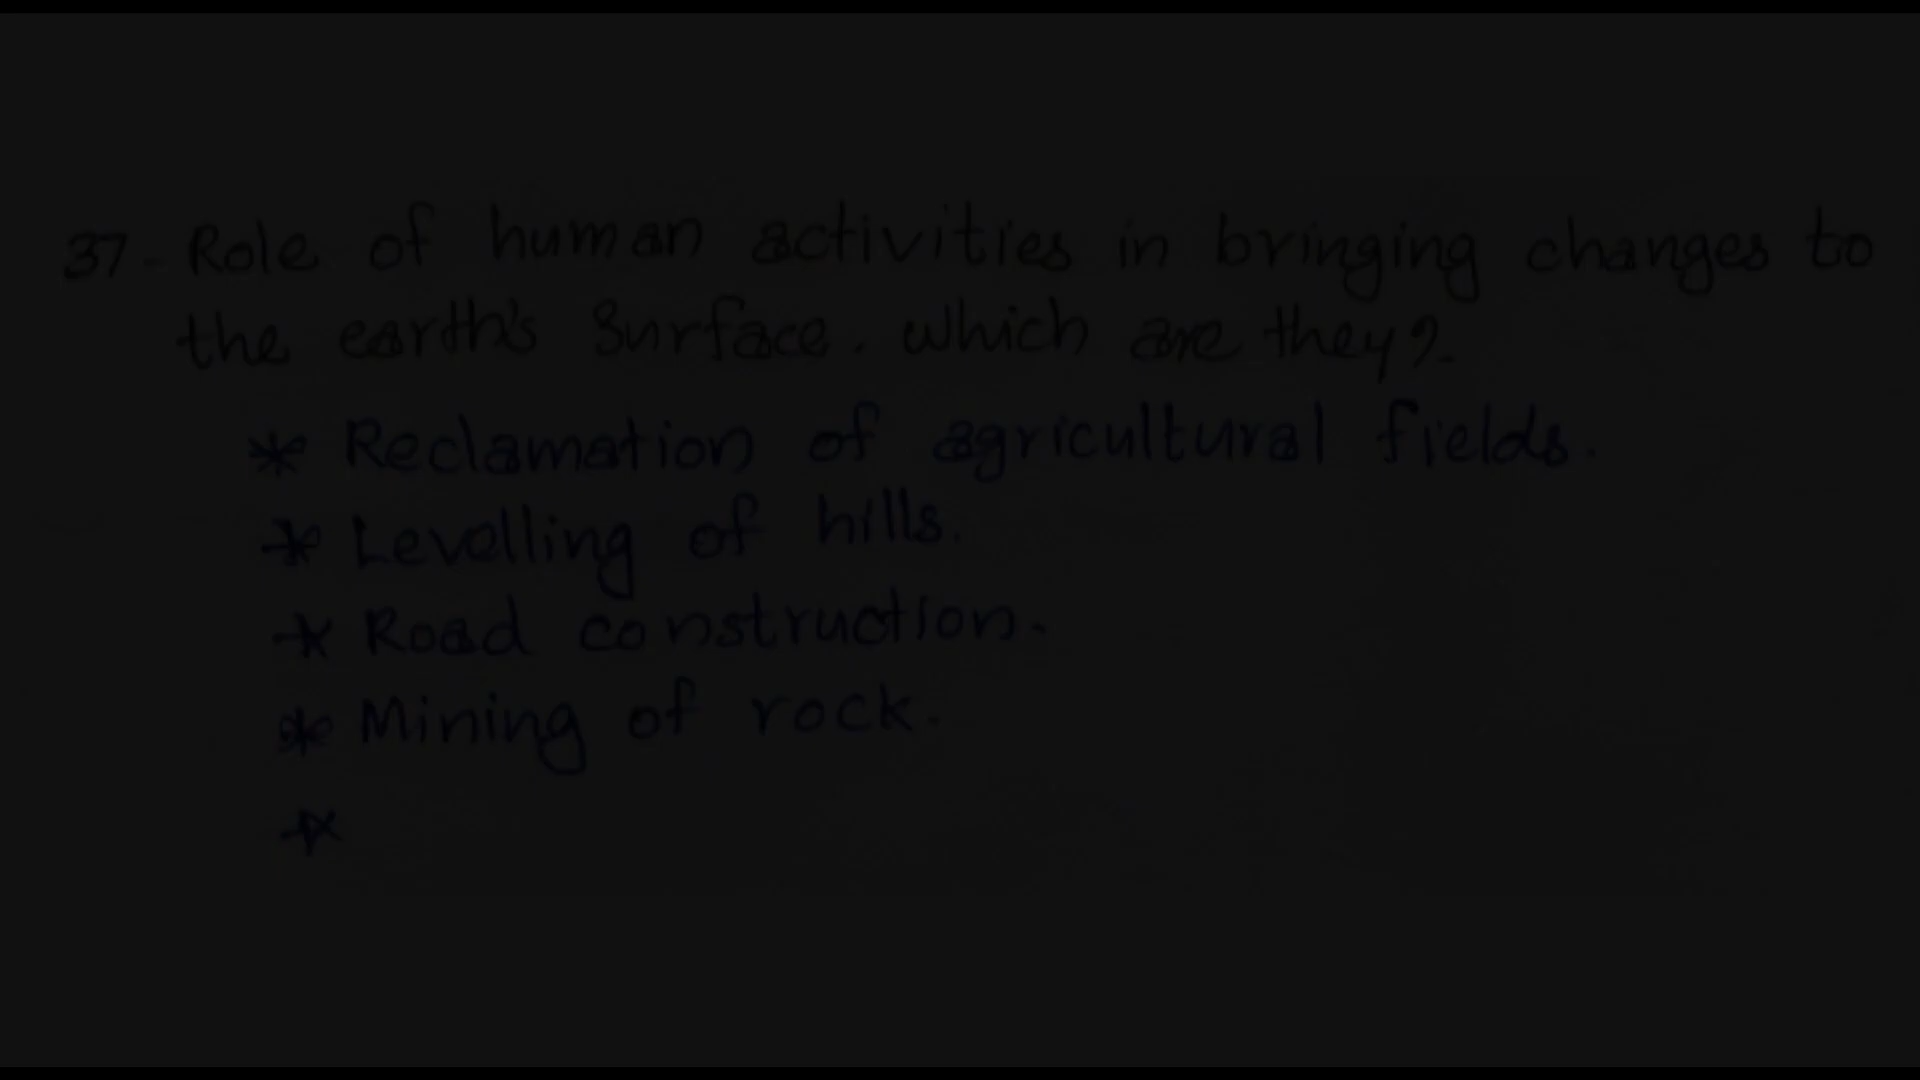 37 - Role of human activities in bringing changes to
the earth's surface. which are they?
* Reclamation of agricultural fields.
* Levelling of hills.
* Road construction.
* Mining of rock.
*